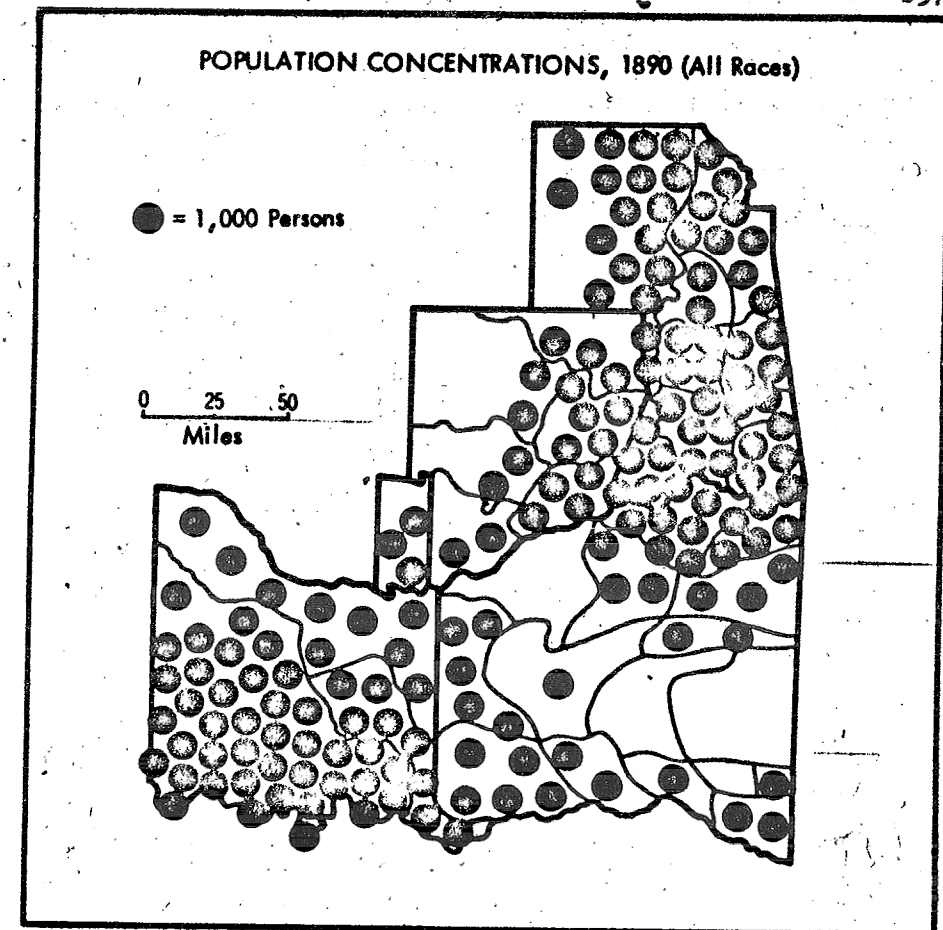 POPULATION CONCENTRATIONS, 1890 (All Races)
= 1,000 Persons
0 25 50
Miles